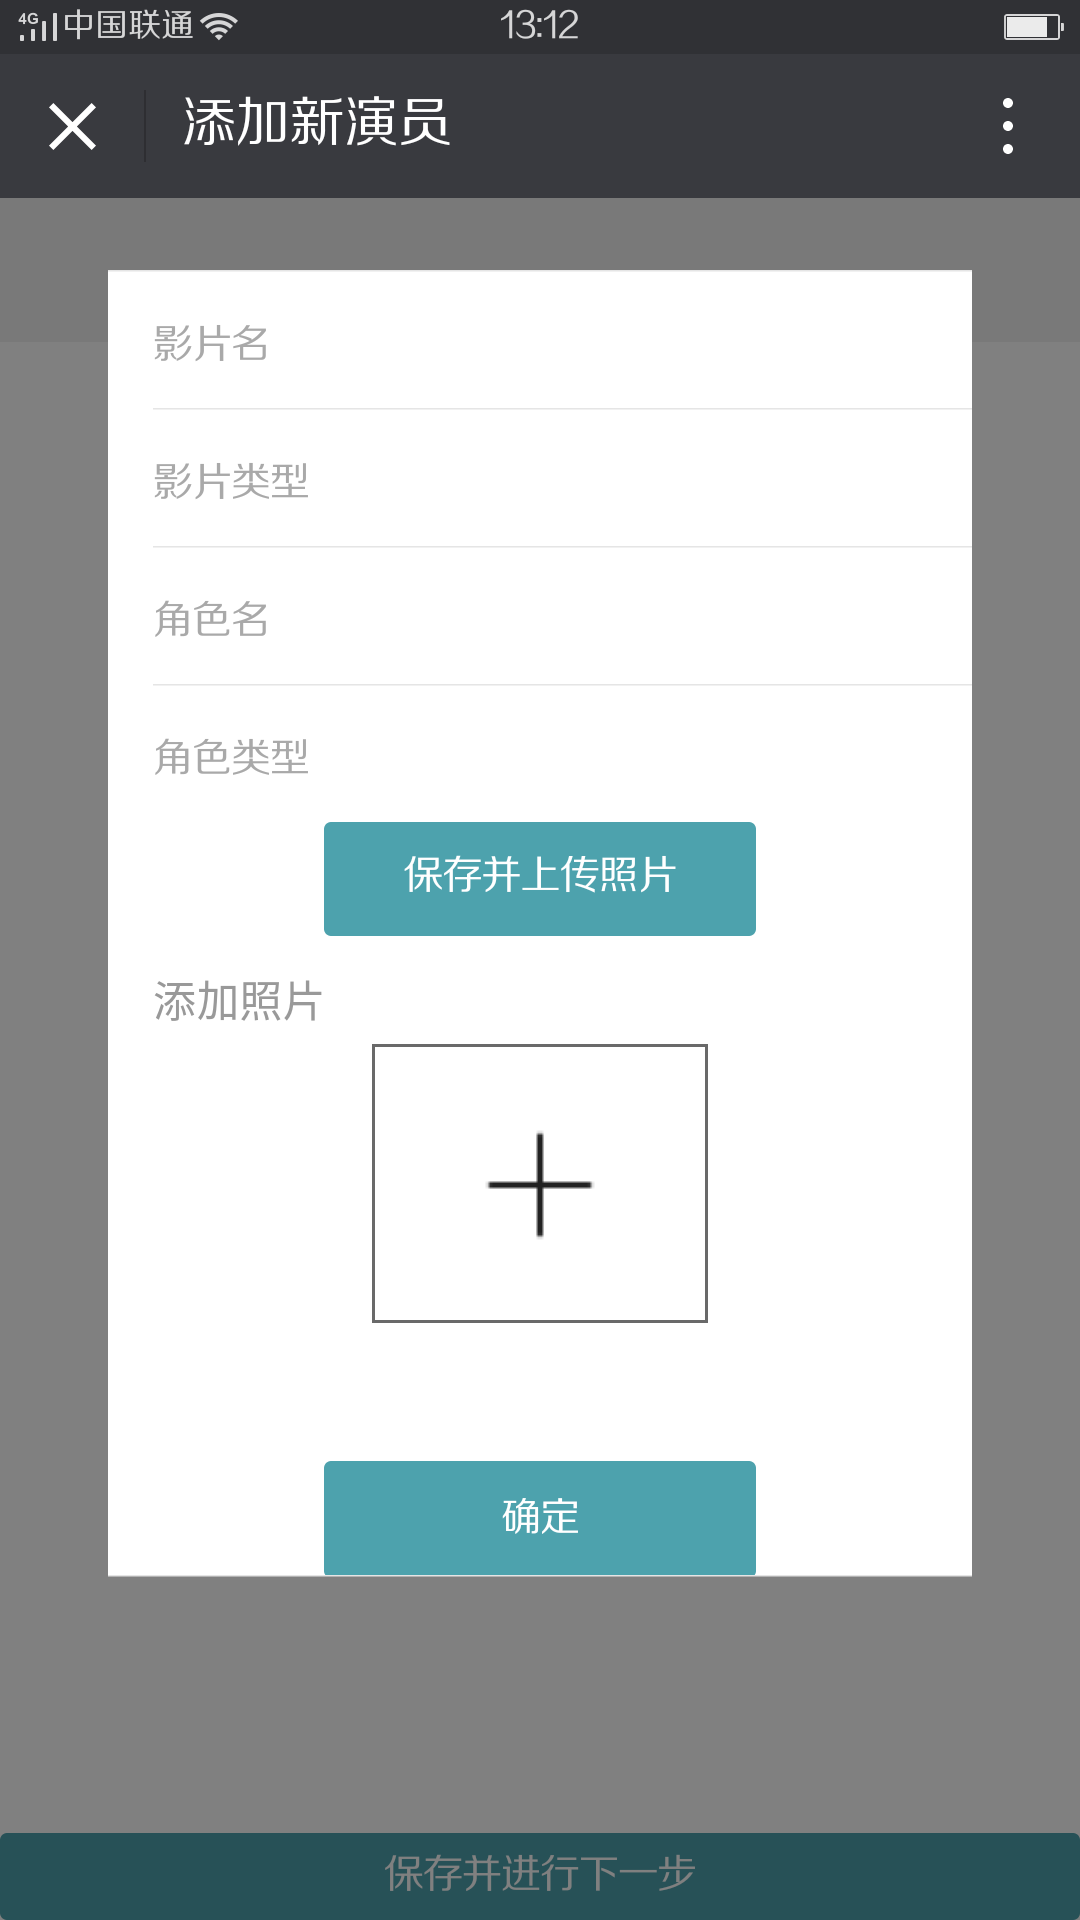 4G 中国联通 13:12
添加新演员
影片名
影片类型
角色名
角色类型
保存并上传照片
添加照片
确定
保存并进行下一步